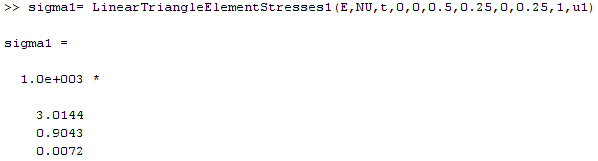 >> sigma1= LinearTriangleElementStresses1(E,NU,t,0,0,0.5,0.25,0,0.25,1,u1)
sigma1 =
1.0e+003 *
3.0144
0.9043
0.0072